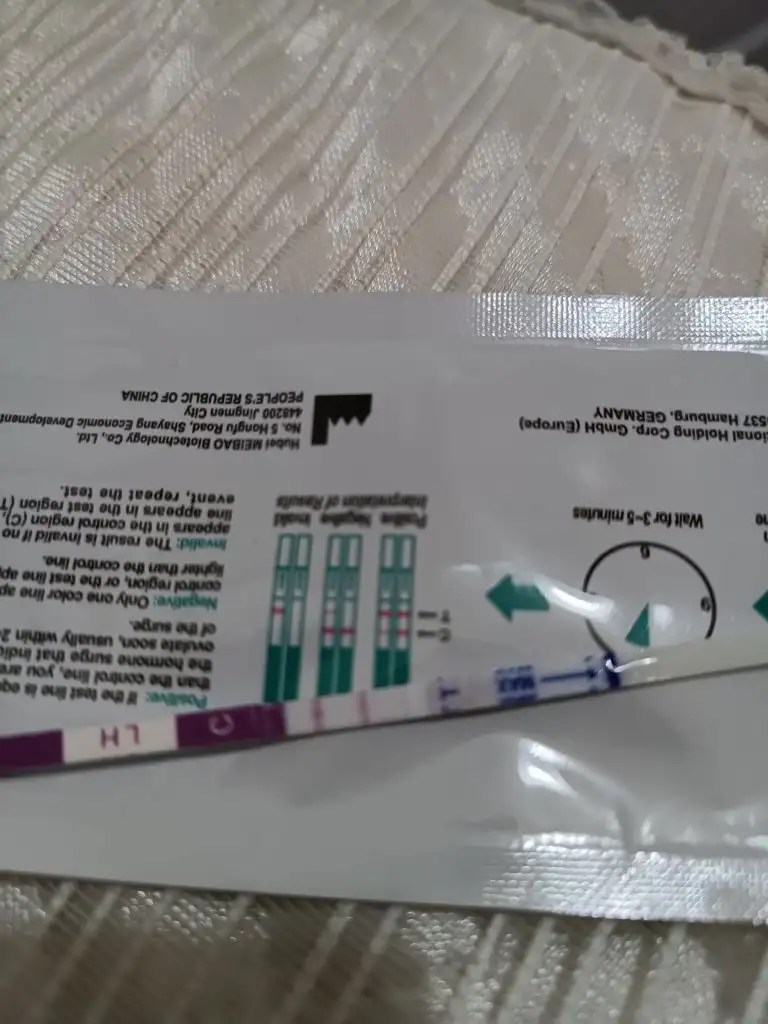 Positive: If the test line is eq
than the control line, you are
the hormone surge that indic
ovulate soon, usually within 2
of the surge.
Negative: Only one color line ap
control region, or the test line ap
lighter than the control line.
Invalid: The result is invalid if no
appears in the control region (C),
line appears in the test region (T
event, repeat the test.
C
T
Positive Negative Invalid
Interpretation of Results
9
6
Wait for 3~5 minutes
Hubei MEIBAO Biotechnology Co., Ltd.
No. 5 Hongfu Road, Shayang Economic Development
448200 Jingmen City
PEOPLE'S REPUBLIC OF CHINA
ional Holding Corp. GmbH (Europe)
537 Hamburg, GERMANY
LH
MAX